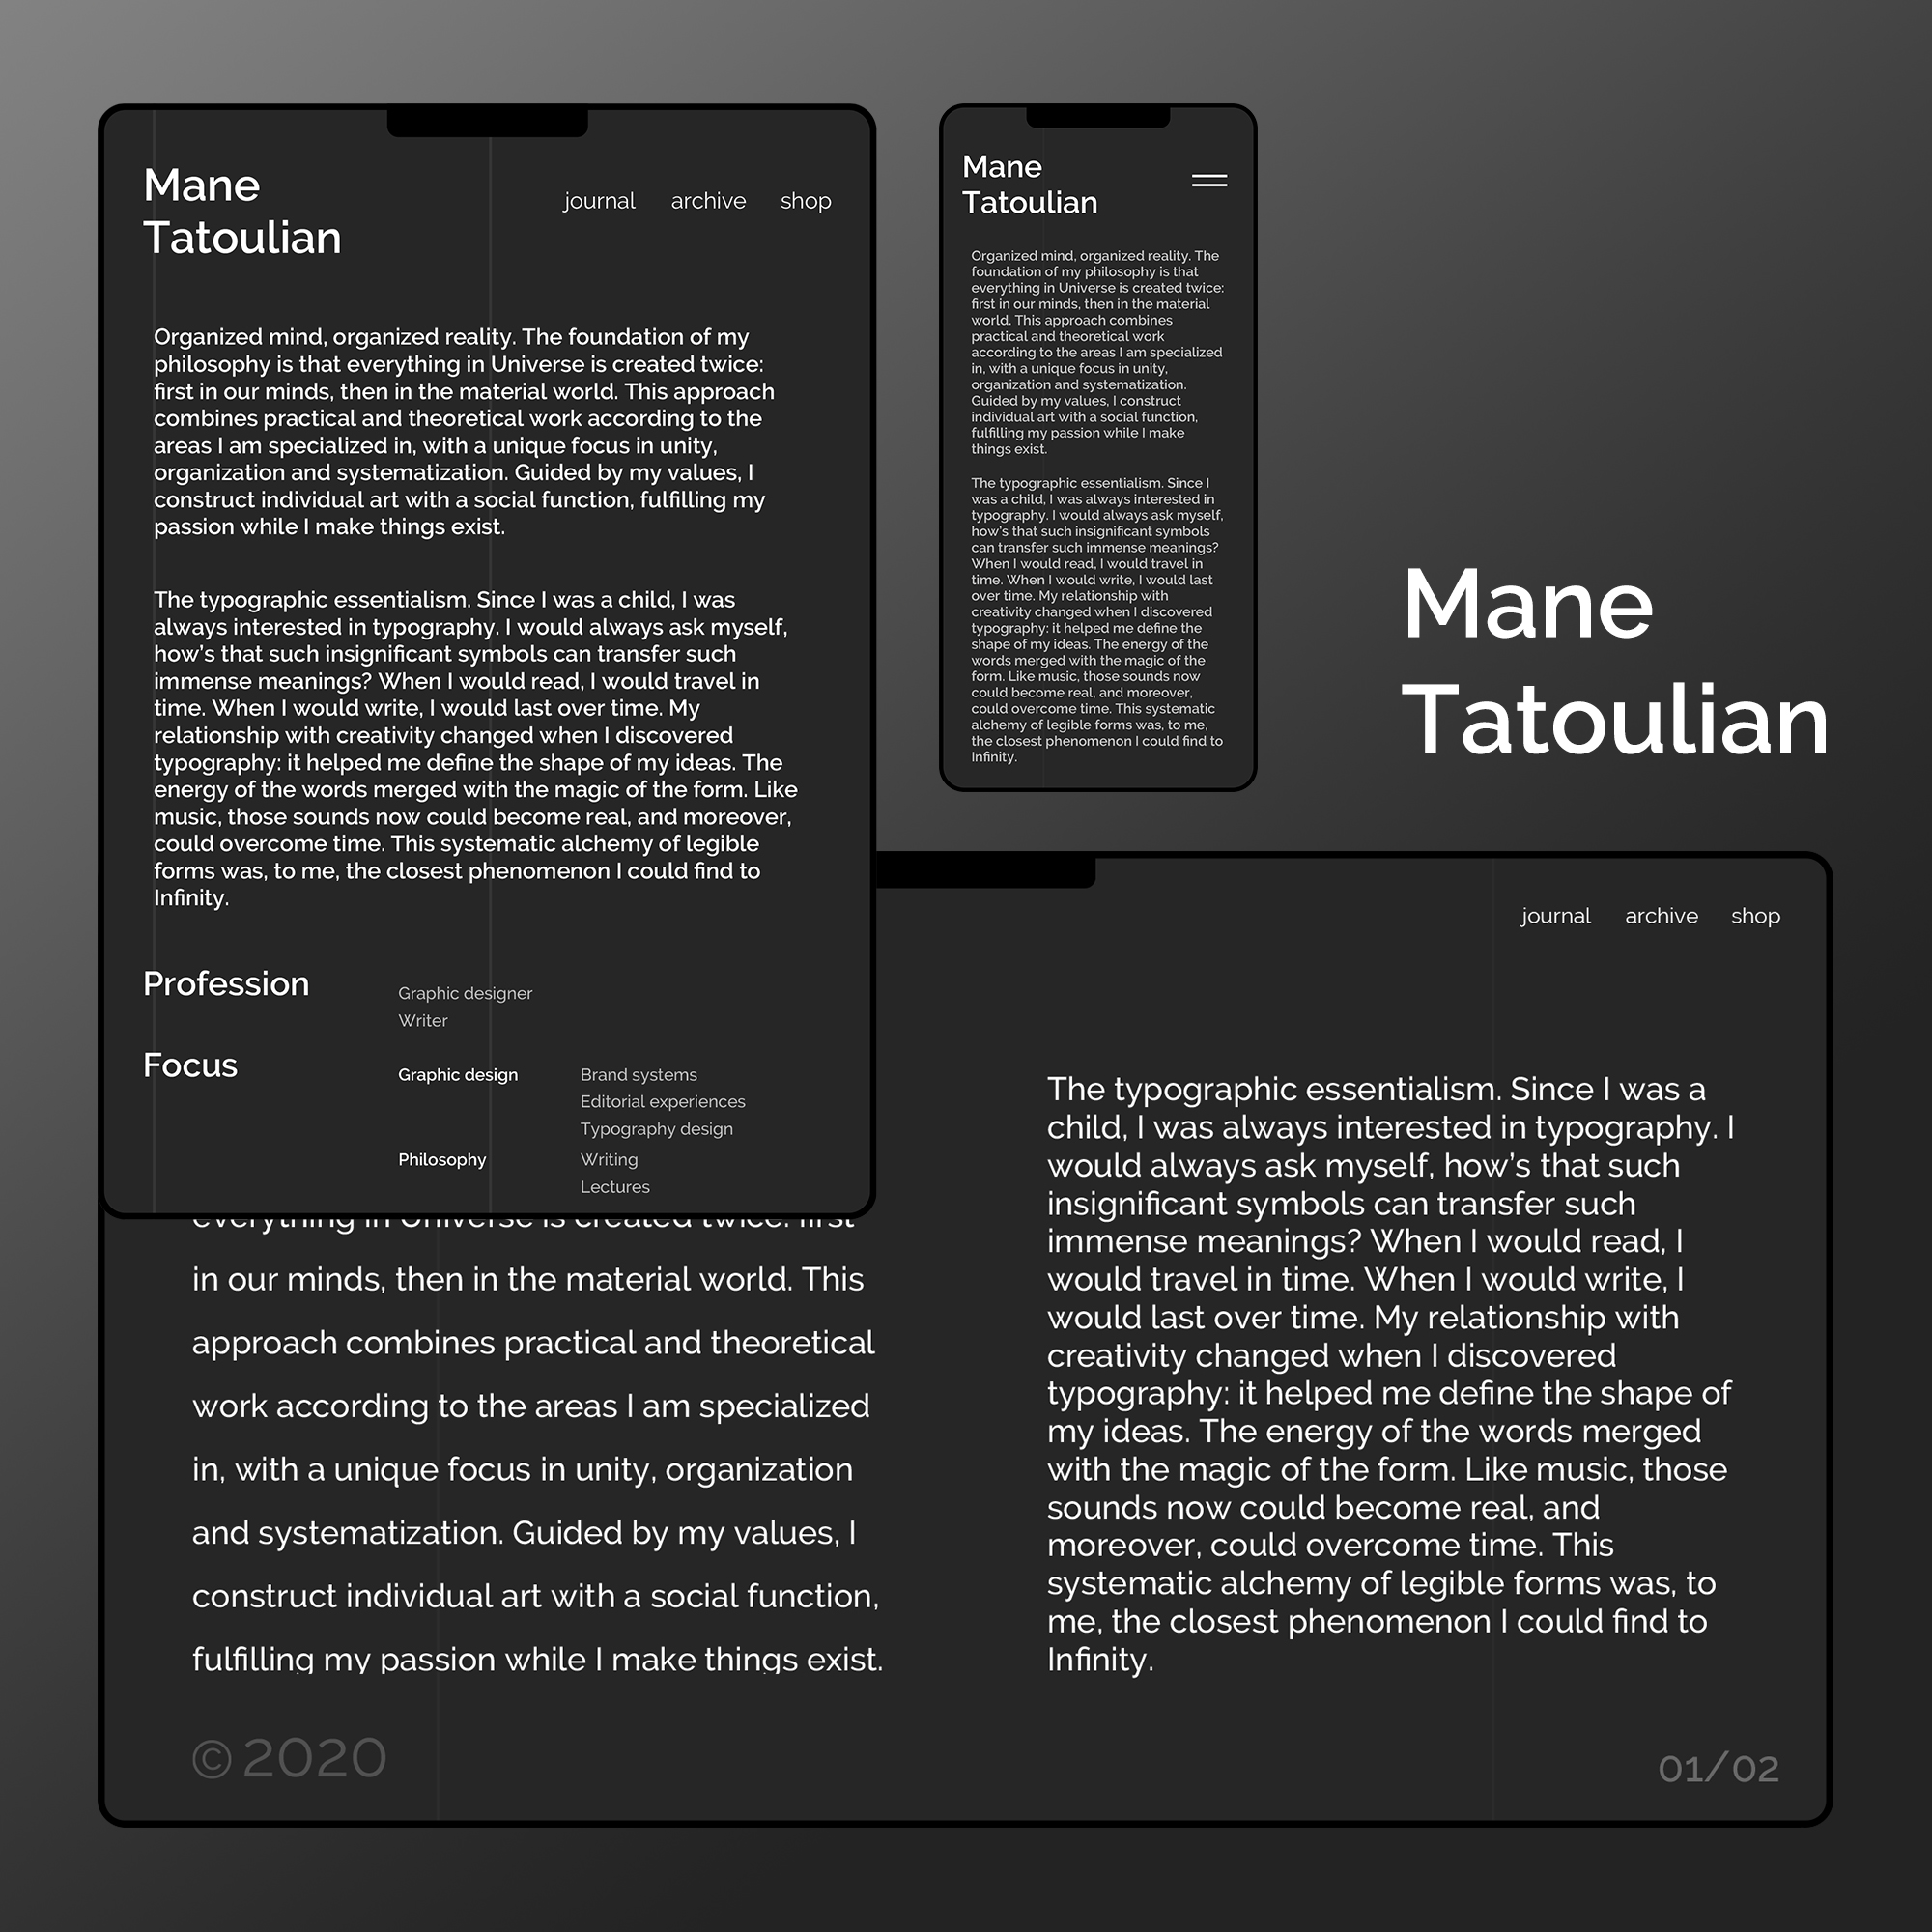 Mane
Tatoulian
journal archive shop
Organized mind, organized reality. The foundation of my
philosophy is that everything in Universe is created twice:
first in our minds, then in the material world. This approach
combines practical and theoretical work according to the
areas I am specialized in, with a unique focus in unity,
organization and systematization. Guided by my values, I
construct individual art with a social function, fulfilling my
passion while I make things exist.
The typographic essentialism. Since I was a child, I was
always interested in typography. I would always ask myself,
how’s that such insignificant symbols can transfer such
immense meanings? When I would read, I would travel in
time. When I would write, I would last over time. My
relationship with creativity changed when I discovered
typography: it helped me define the shape of my ideas. The
energy of the words merged with the magic of the form. Like
music, those sounds now could become real, and moreover,
could overcome time. This systematic alchemy of legible
forms was, to me, the closest phenomenon I could find to
Infinity.
Profession
Graphic designer
Writer
Focus
Graphic design
Brand systems
Editorial experiences
Typography design
Philosophy
Writing
Lectures
Mane
Tatoulian
Organized mind, organized reality. The
foundation of my philosophy is that
everything in Universe is created twice:
first in our minds, then in the material
world. This approach combines
practical and theoretical work
according to the areas I am specialized
in, with a unique focus in unity,
organization and systematization.
Guided by my values, I construct
individual art with a social function,
fulfilling my passion while I make
things exist.
The typographic essentialism. Since I
was a child, I was always interested in
typography. I would always ask myself,
how’s that such insignificant symbols
can transfer such immense meanings?
When I would read, I would travel in
time. When I would write, I would last
over time. My relationship with
creativity changed when I discovered
typography: it helped me define the
shape of my ideas. The energy of the
words merged with the magic of the
form. Like music, those sounds now
could become real, and moreover,
could overcome time. This systematic
alchemy of legible forms was, to me,
the closest phenomenon I could find to
Infinity.
Mane
Tatoulian
journal archive shop
everything in Universe is created twice: first
in our minds, then in the material world. This
approach combines practical and theoretical
work according to the areas I am specialized
in, with a unique focus in unity, organization
and systematization. Guided by my values, I
construct individual art with a social function,
fulfilling my passion while I make things exist.
The typographic essentialism. Since I was a
child, I was always interested in typography. I
would always ask myself, how’s that such
insignificant symbols can transfer such
immense meanings? When I would read, I
would travel in time. When I would write, I
would last over time. My relationship with
creativity changed when I discovered
typography: it helped me define the shape of
my ideas. The energy of the words merged
with the magic of the form. Like music, those
sounds now could become real, and
moreover, could overcome time. This
systematic alchemy of legible forms was, to
me, the closest phenomenon I could find to
Infinity.
© 2020
01/02